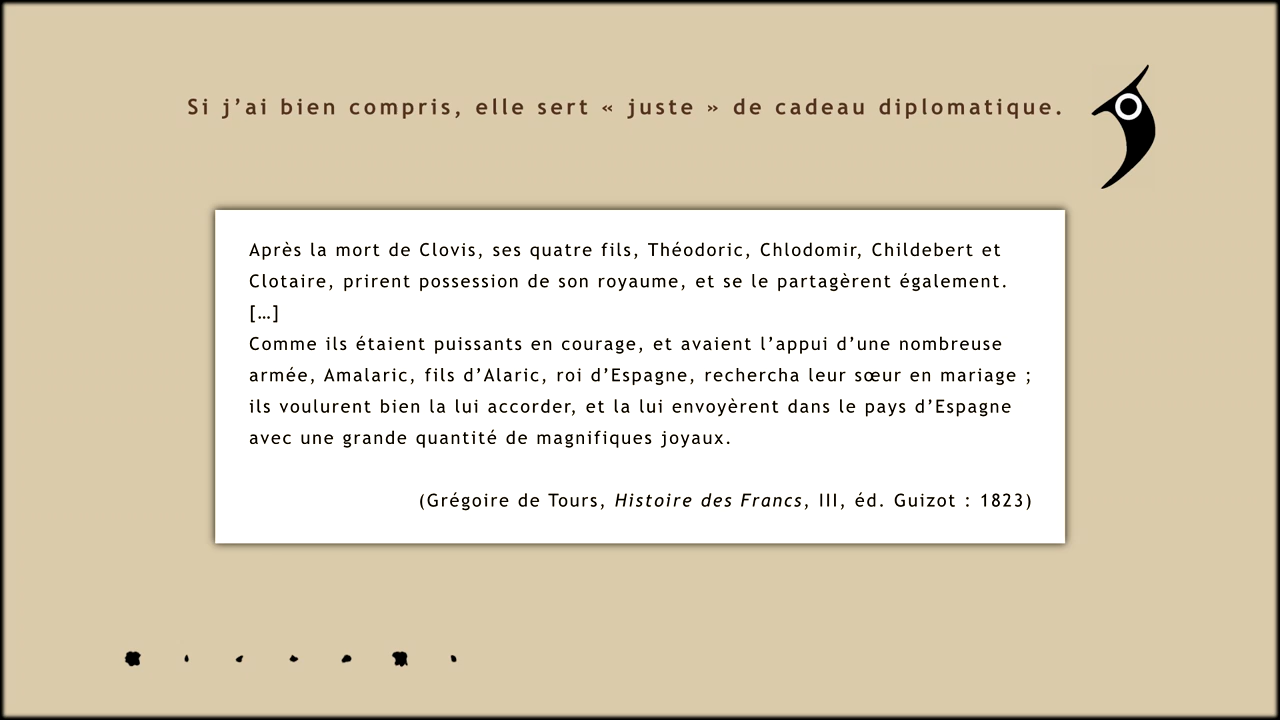 Si j’ai bien compris, elle sert « juste » de cadeau diplomatique.
Après la mort de Clovis, ses quatre fils, Théodoric, Chlodomir, Childebert et
Clotaire, prirent possession de son royaume, et se le partagèrent également.
[…]
Comme ils étaient puissants en courage, et avaient l’appui d’une nombreuse
armée, Amalaric, fils d’Alaric, roi d’Espagne, rechercha leur sœur en mariage ;
ils voulurent bien la lui accorder, et la lui envoyèrent dans le pays d’Espagne
avec une grande quantité de magnifiques joyaux.
(Grégoire de Tours, Histoire des Francs, III, éd. Guizot : 1823)